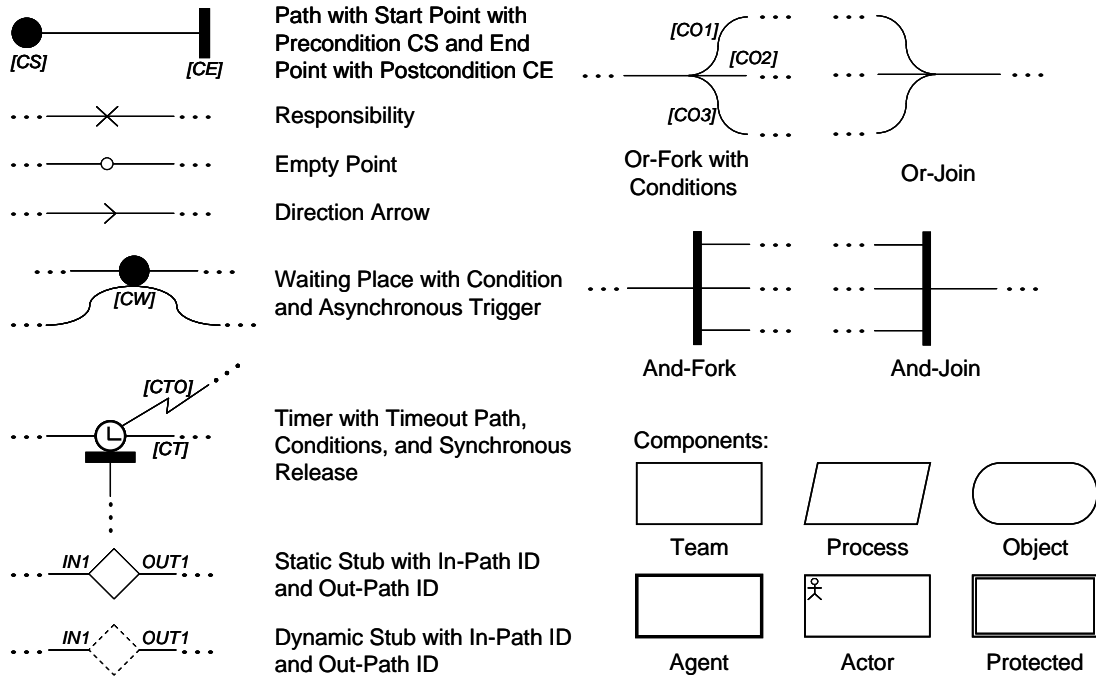 Path with Start Point with
Precondition CS and End
Point with Postcondition CE
[CS]
[CE]
Responsibility
Empty Point
Direction Arrow
Waiting Place with Condition
and Asynchronous Trigger
[CW]
[CTO]
[CT]
Timer with Timeout Path,
Conditions, and Synchronous
Release
IN1
OUT1
Static Stub with In-Path ID
and Out-Path ID
IN1
OUT1
Dynamic Stub with In-Path ID
and Out-Path ID
[CO1]
[CO2]
[CO3]
Or-Fork with
Conditions
Or-Join
And-Fork
And-Join
Components:
Team
Process
Object
Agent
Actor
Protected